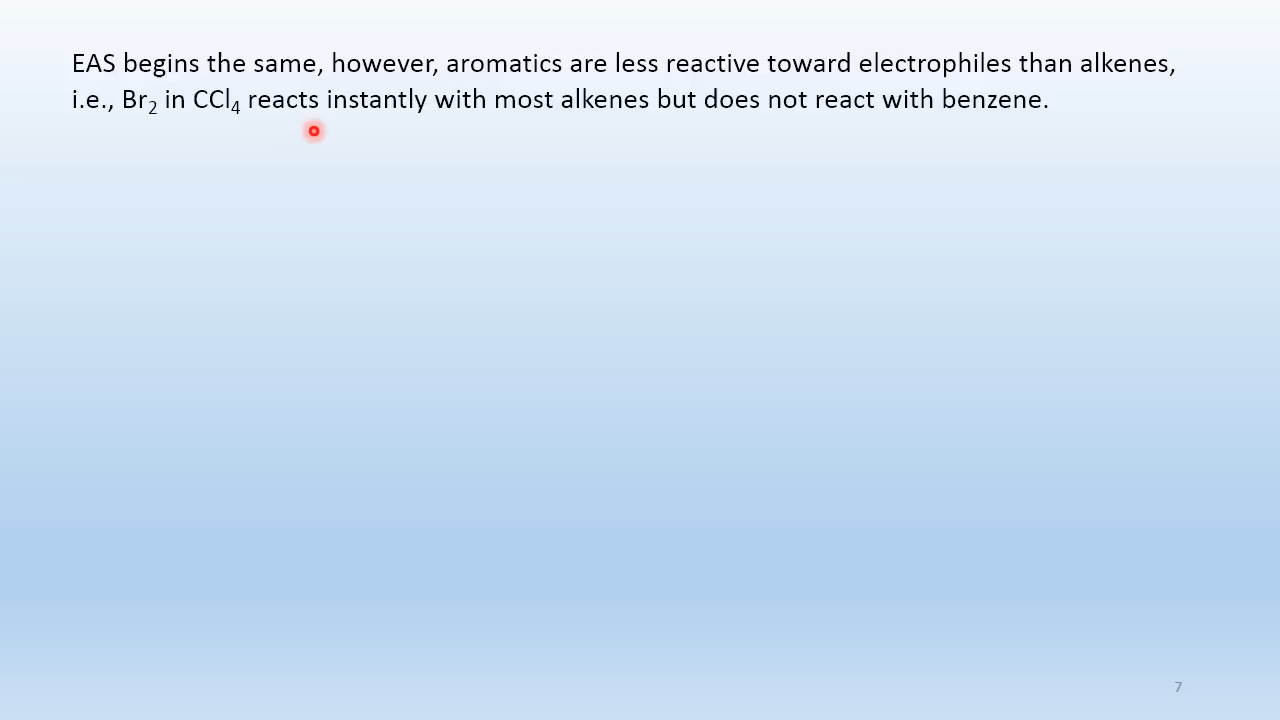 EAS begins the same, however, aromatics are less reactive toward electrophiles than alkenes,
i.e., Br₂ in CCl₄ reacts instantly with most alkenes but does not react with benzene.
7